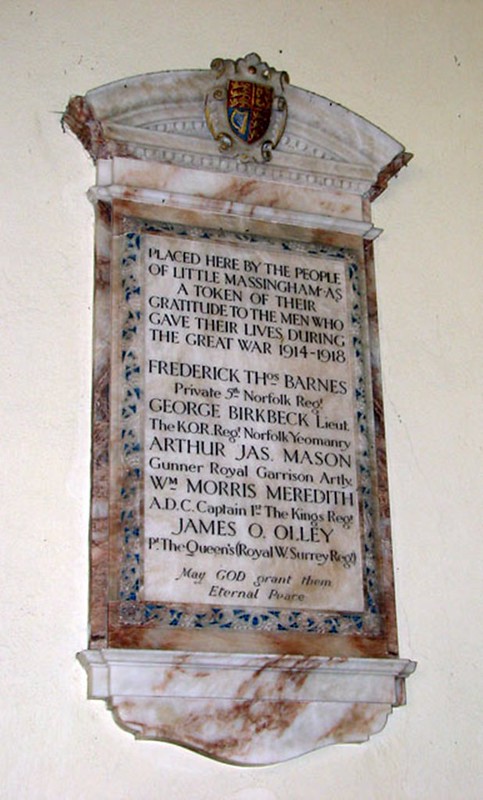 PLACED HERE BY THE PEOPLE
OF LITTLE MASSINGHAM·AS
A TOKEN OF THEIR
GRATITUDE TO THE MEN WHO
GAVE THEIR LIVES DURING
THE GREAT WAR 1914-1918
FREDERICK THos BARNES
Private 5th Norfolk Regt.
GEORGE BIRKBECK Lieut.
The K.O.R. Regt. Norfolk Yeomanry
ARTHUR JAS. MASON
Gunner Royal Garrison Artly.
WM MORRIS MEREDITH
A.D.C. Captain 1st The Kings Regt.
JAMES O. OLLEY
Pt. The Queen's (Royal W. Surrey Regt)
May GOD grant them
Eternal Peace